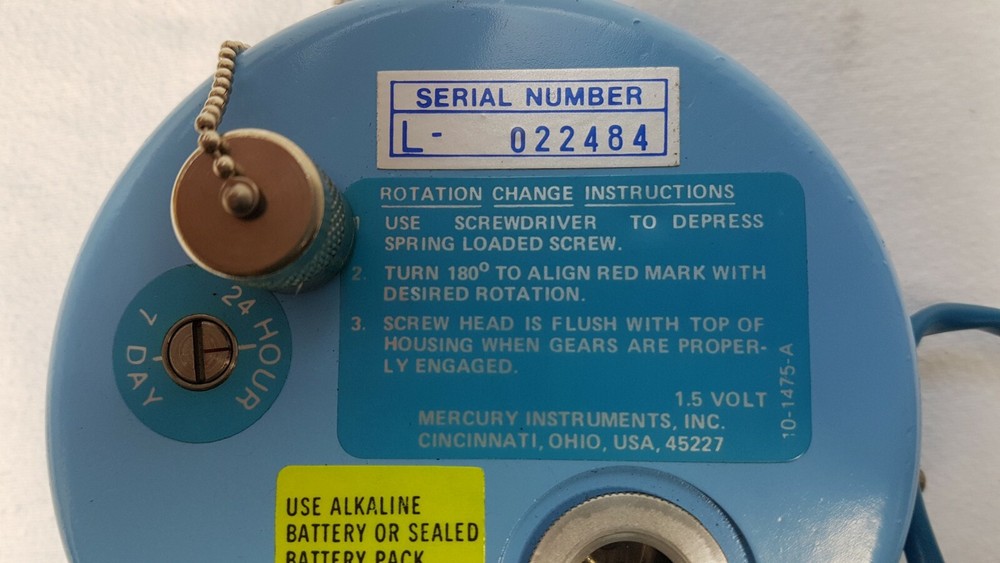 SERIAL NUMBER
L- 022484
ROTATION CHANGE INSTRUCTIONS
1 USE SCREWDRIVER TO DEPRESS
SPRING LOADED SCREW.
2. TURN 180° TO ALIGN RED MARK WITH
DESIRED ROTATION.
3. SCREW HEAD IS FLUSH WITH TOP OF
HOUSING WHEN GEARS ARE PROPER-
LY ENGAGED.
1.5 VOLT
MERCURY INSTRUMENTS, INC.
CINCINNATI, OHIO, USA, 45227
10-1475-A
24 HOUR
7 DAY
USE ALKALINE
BATTERY OR SEALED
BATTERY PACK